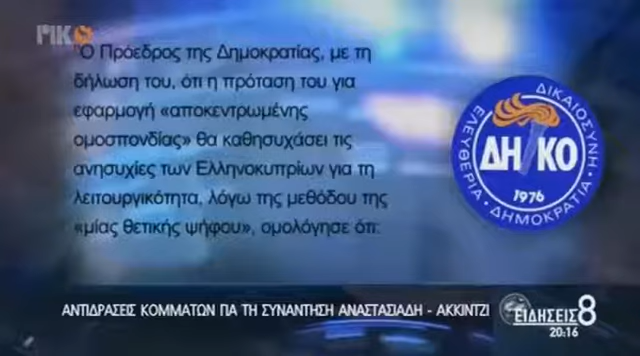 ΡΙΚ
"Ο Πρόεδρος της Δημοκρατίας, με τη
δήλωση του, ότι η πρόταση του για
εφαρμογή «αποκεντρωμένης
ομοσπονδίας» θα καθησυχάσει τις
ανησυχίες των Ελληνοκυπρίων για τη
λειτουργικότητα, λόγω της μεθόδου της
«μίας θετικής ψήφου», ομολόγησε ότι:
ΕΛΕΥΘΕΡΙΑ · ΔΙΚΑΙΟΣΥΝΗ · ΔΗΜΟΚΡΑΤΙΑ
ΔΗΚΟ
1976
ΑΝΤΙΔΡΑΣΕΙΣ ΚΟΜΜΑΤΩΝ ΓΙΑ ΤΗ ΣΥΝΑΝΤΗΣΗ ΑΝΑΣΤΑΣΙΑΔΗ - ΑΚΚΙΝΤΖΙ
ΕΙΔΗΣΕΙΣ 8
20:16